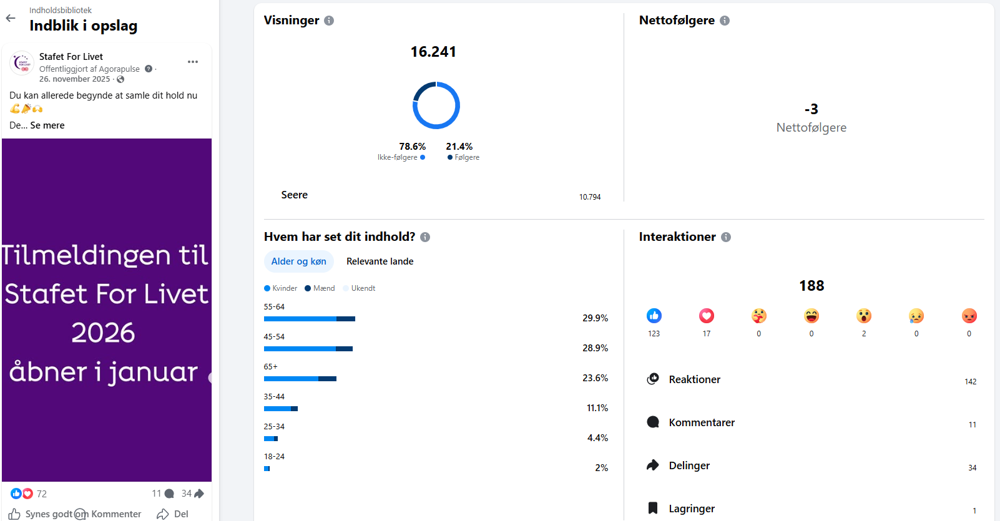 Indholdsbibliotek
Indblik i opslag
Stafet For Livet
Offentliggjort af Agorapulse ·
26. november 2025 ·
Du kan allerede begynde at samle dit hold nu
💪🎉🙌
De... Se mere
Tilmeldingen til
Stafet For Livet
2026
åbner i januar
72 11 34
Synes godt om Kommenter Del
Visninger
16.241
78.6% 21.4%
Ikke-følgere Følgere
Seere 10.794
Nettofølgere
-3
Nettofølgere
Hvem har set dit indhold?
Alder og køn Relevante lande
Kvinder Mænd Ukendt
55-64
29.9%
45-54
28.9%
65+
23.6%
35-44
11.1%
25-34
4.4%
18-24
2%
Interaktioner
188
123 17 0 0 2 0 0
Reaktioner 142
Kommentarer 11
Delinger 34
Lagringer 1